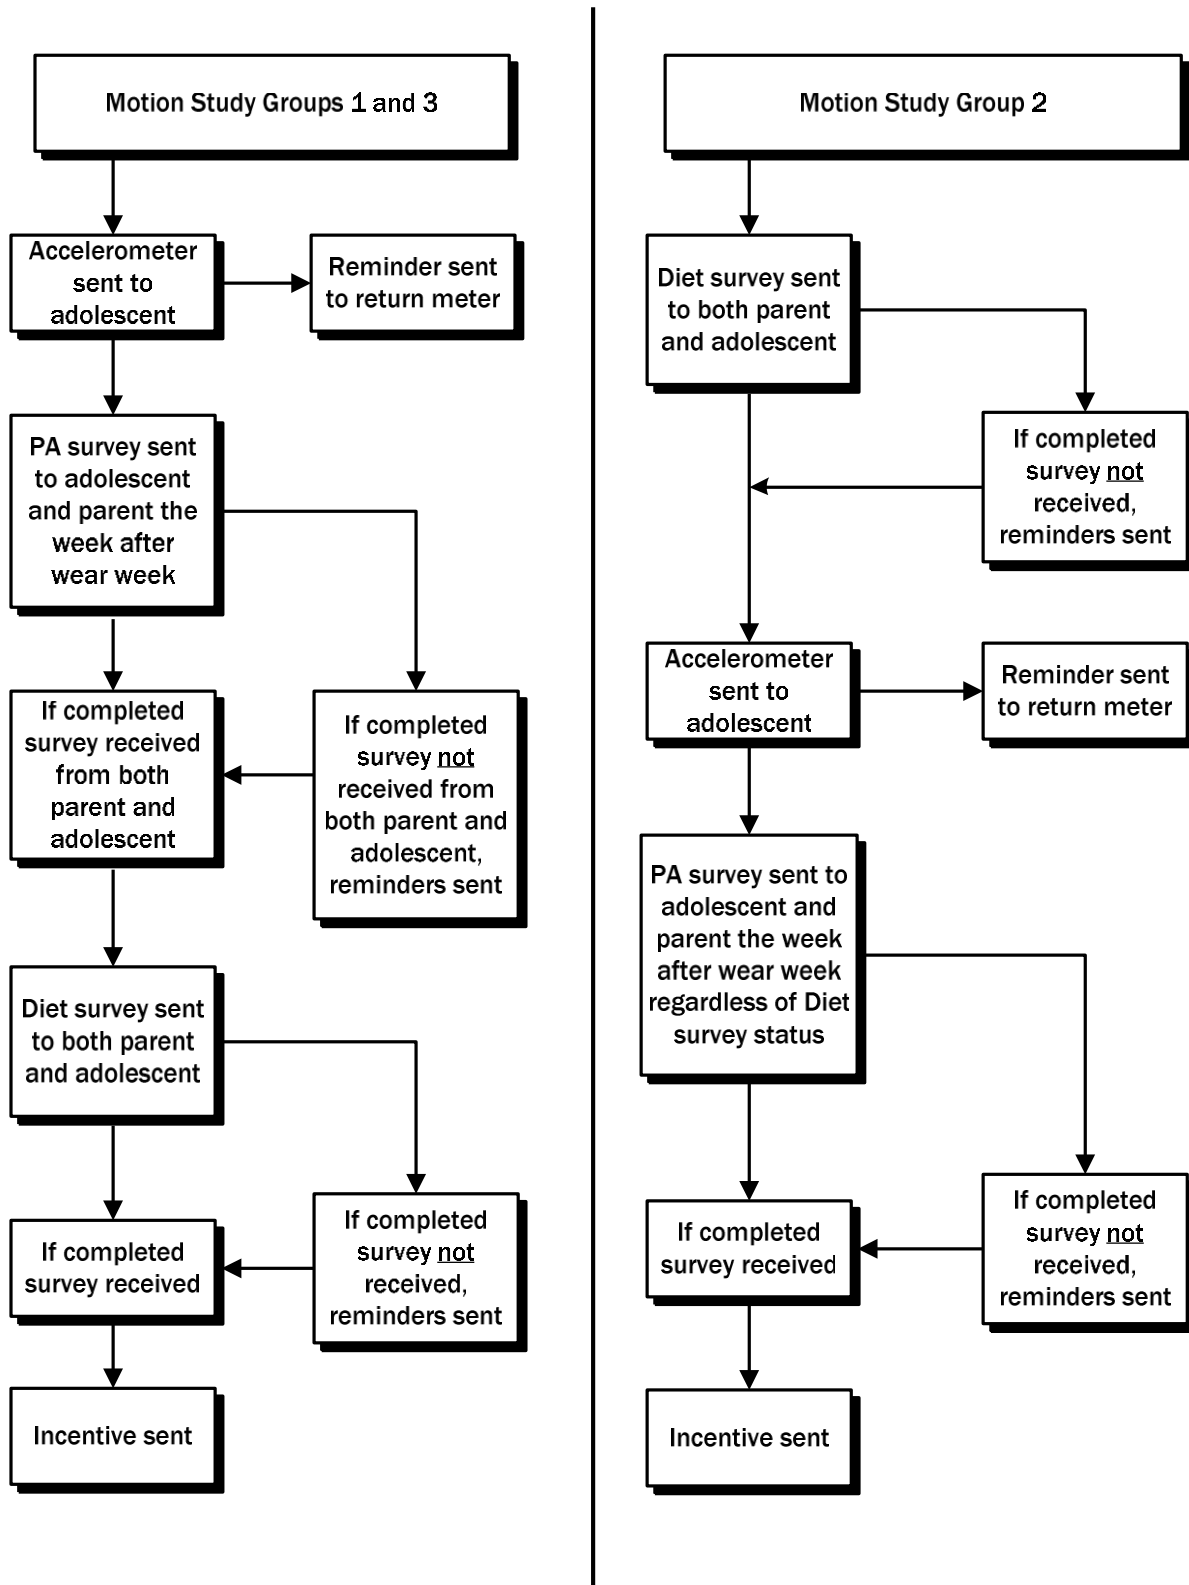 Motion Study Groups 1 and 3
Accelerometer
sent to
adolescent
Reminder sent
to return meter
PA survey sent
to adolescent
and parent the
week after
wear week
If completed
survey received
from both
parent and
adolescent
If completed
survey not
received from
both parent and
adolescent,
reminders sent
Diet survey sent
to both parent
and adolescent
If completed
survey received
If completed
survey not
received,
reminders sent
Incentive sent
Motion Study Group 2
Diet survey sent
to both parent
and adolescent
If completed
survey not
received,
reminders sent
Accelerometer
sent to
adolescent
Reminder sent
to return meter
PA survey sent to
adolescent and
parent the week
after wear week
regardless of Diet
survey status
If completed
survey received
If completed
survey not
received,
reminders sent
Incentive sent